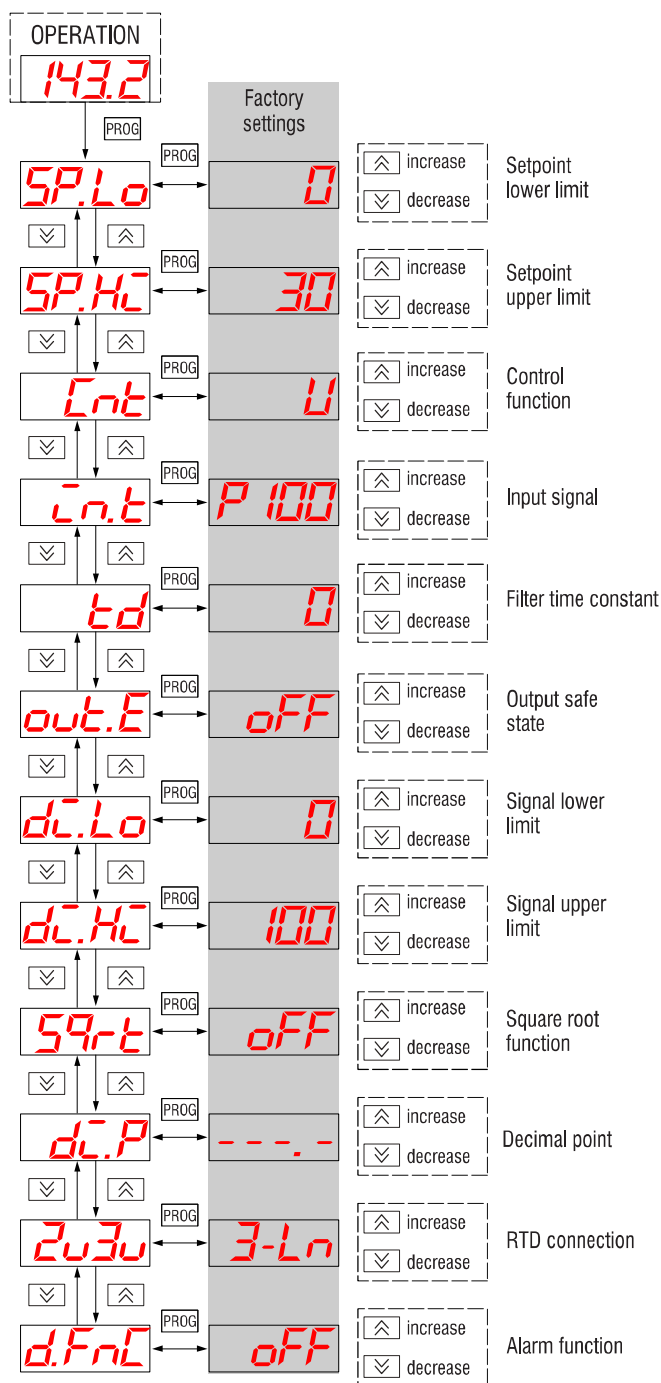 OPERATION
143.2
Factory
settings
PROG
SP.Lo
PROG
0
increase
decrease
Setpoint
lower limit
SP.Hi
PROG
30
increase
decrease
Setpoint
upper limit
Cnt
PROG
U
increase
decrease
Control
function
in.t
PROG
P100
increase
decrease
Input signal
td
PROG
0
increase
decrease
Filter time constant
out.E
PROG
oFF
increase
decrease
Output safe
state
di.Lo
PROG
0
increase
decrease
Signal lower
limit
di.Hi
PROG
100
increase
decrease
Signal upper
limit
Sqrt
PROG
oFF
increase
decrease
Square root
function
di.P
PROG
---.-
increase
decrease
Decimal point
2u3u
PROG
3-Ln
increase
decrease
RTD connection
d.FnC
PROG
oFF
increase
decrease
Alarm function